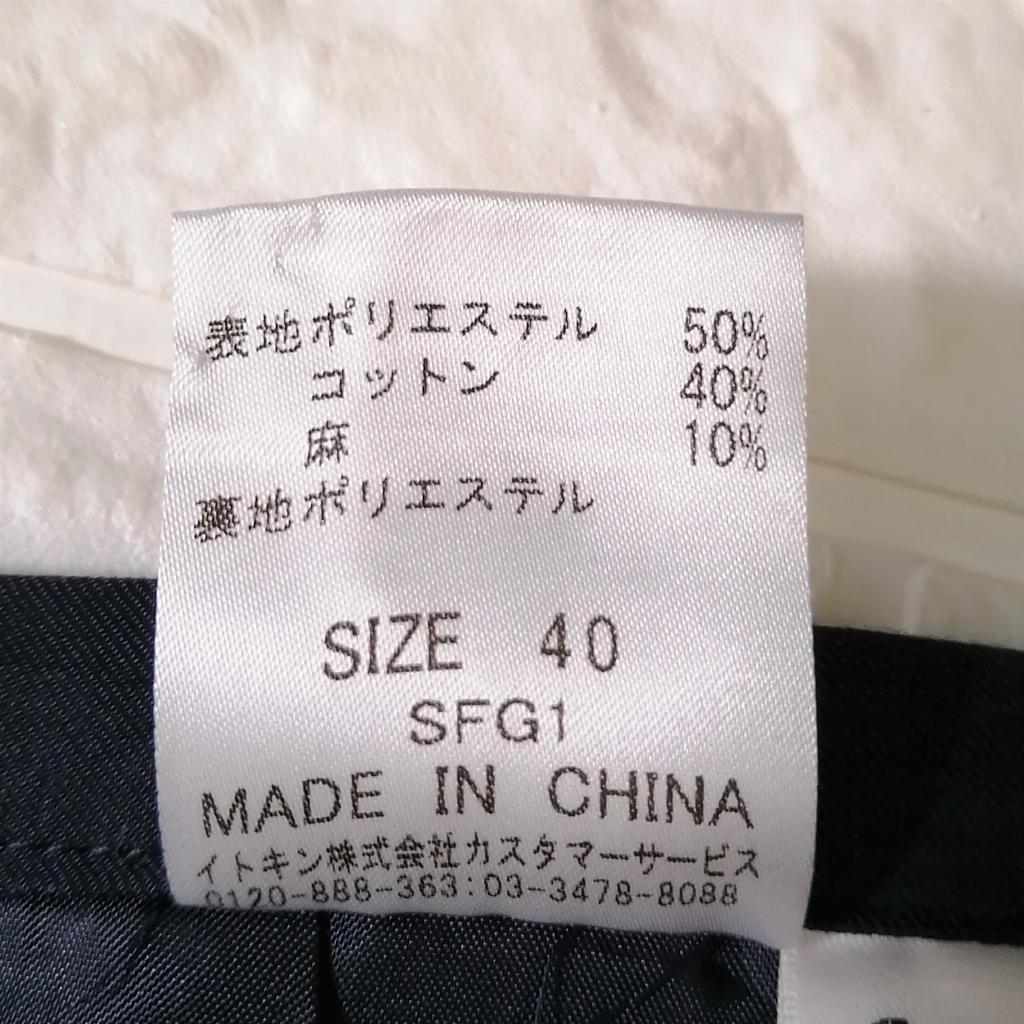 表地ポリエステル 50%
コットン 40%
麻 10%
裏地ポリエステル
SIZE 40
SFG1
MADE IN CHINA
イトキン株式会社カスタマーサービス
0120-888-363:03-3478-8088